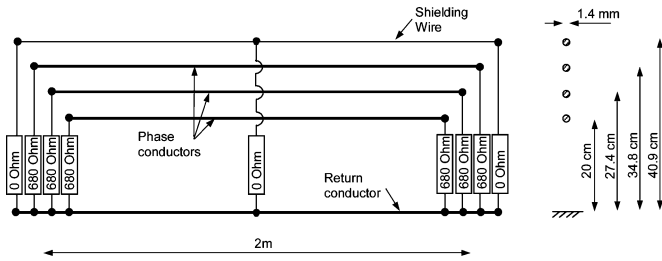 Shielding
Wire
1.4 mm
Phase
conductors
0 Ohm
680 Ohm
680 Ohm
680 Ohm
0 Ohm
680 Ohm
680 Ohm
680 Ohm
0 Ohm
Return
conductor
20 cm
27.4 cm
34.8 cm
40.9 cm
2m